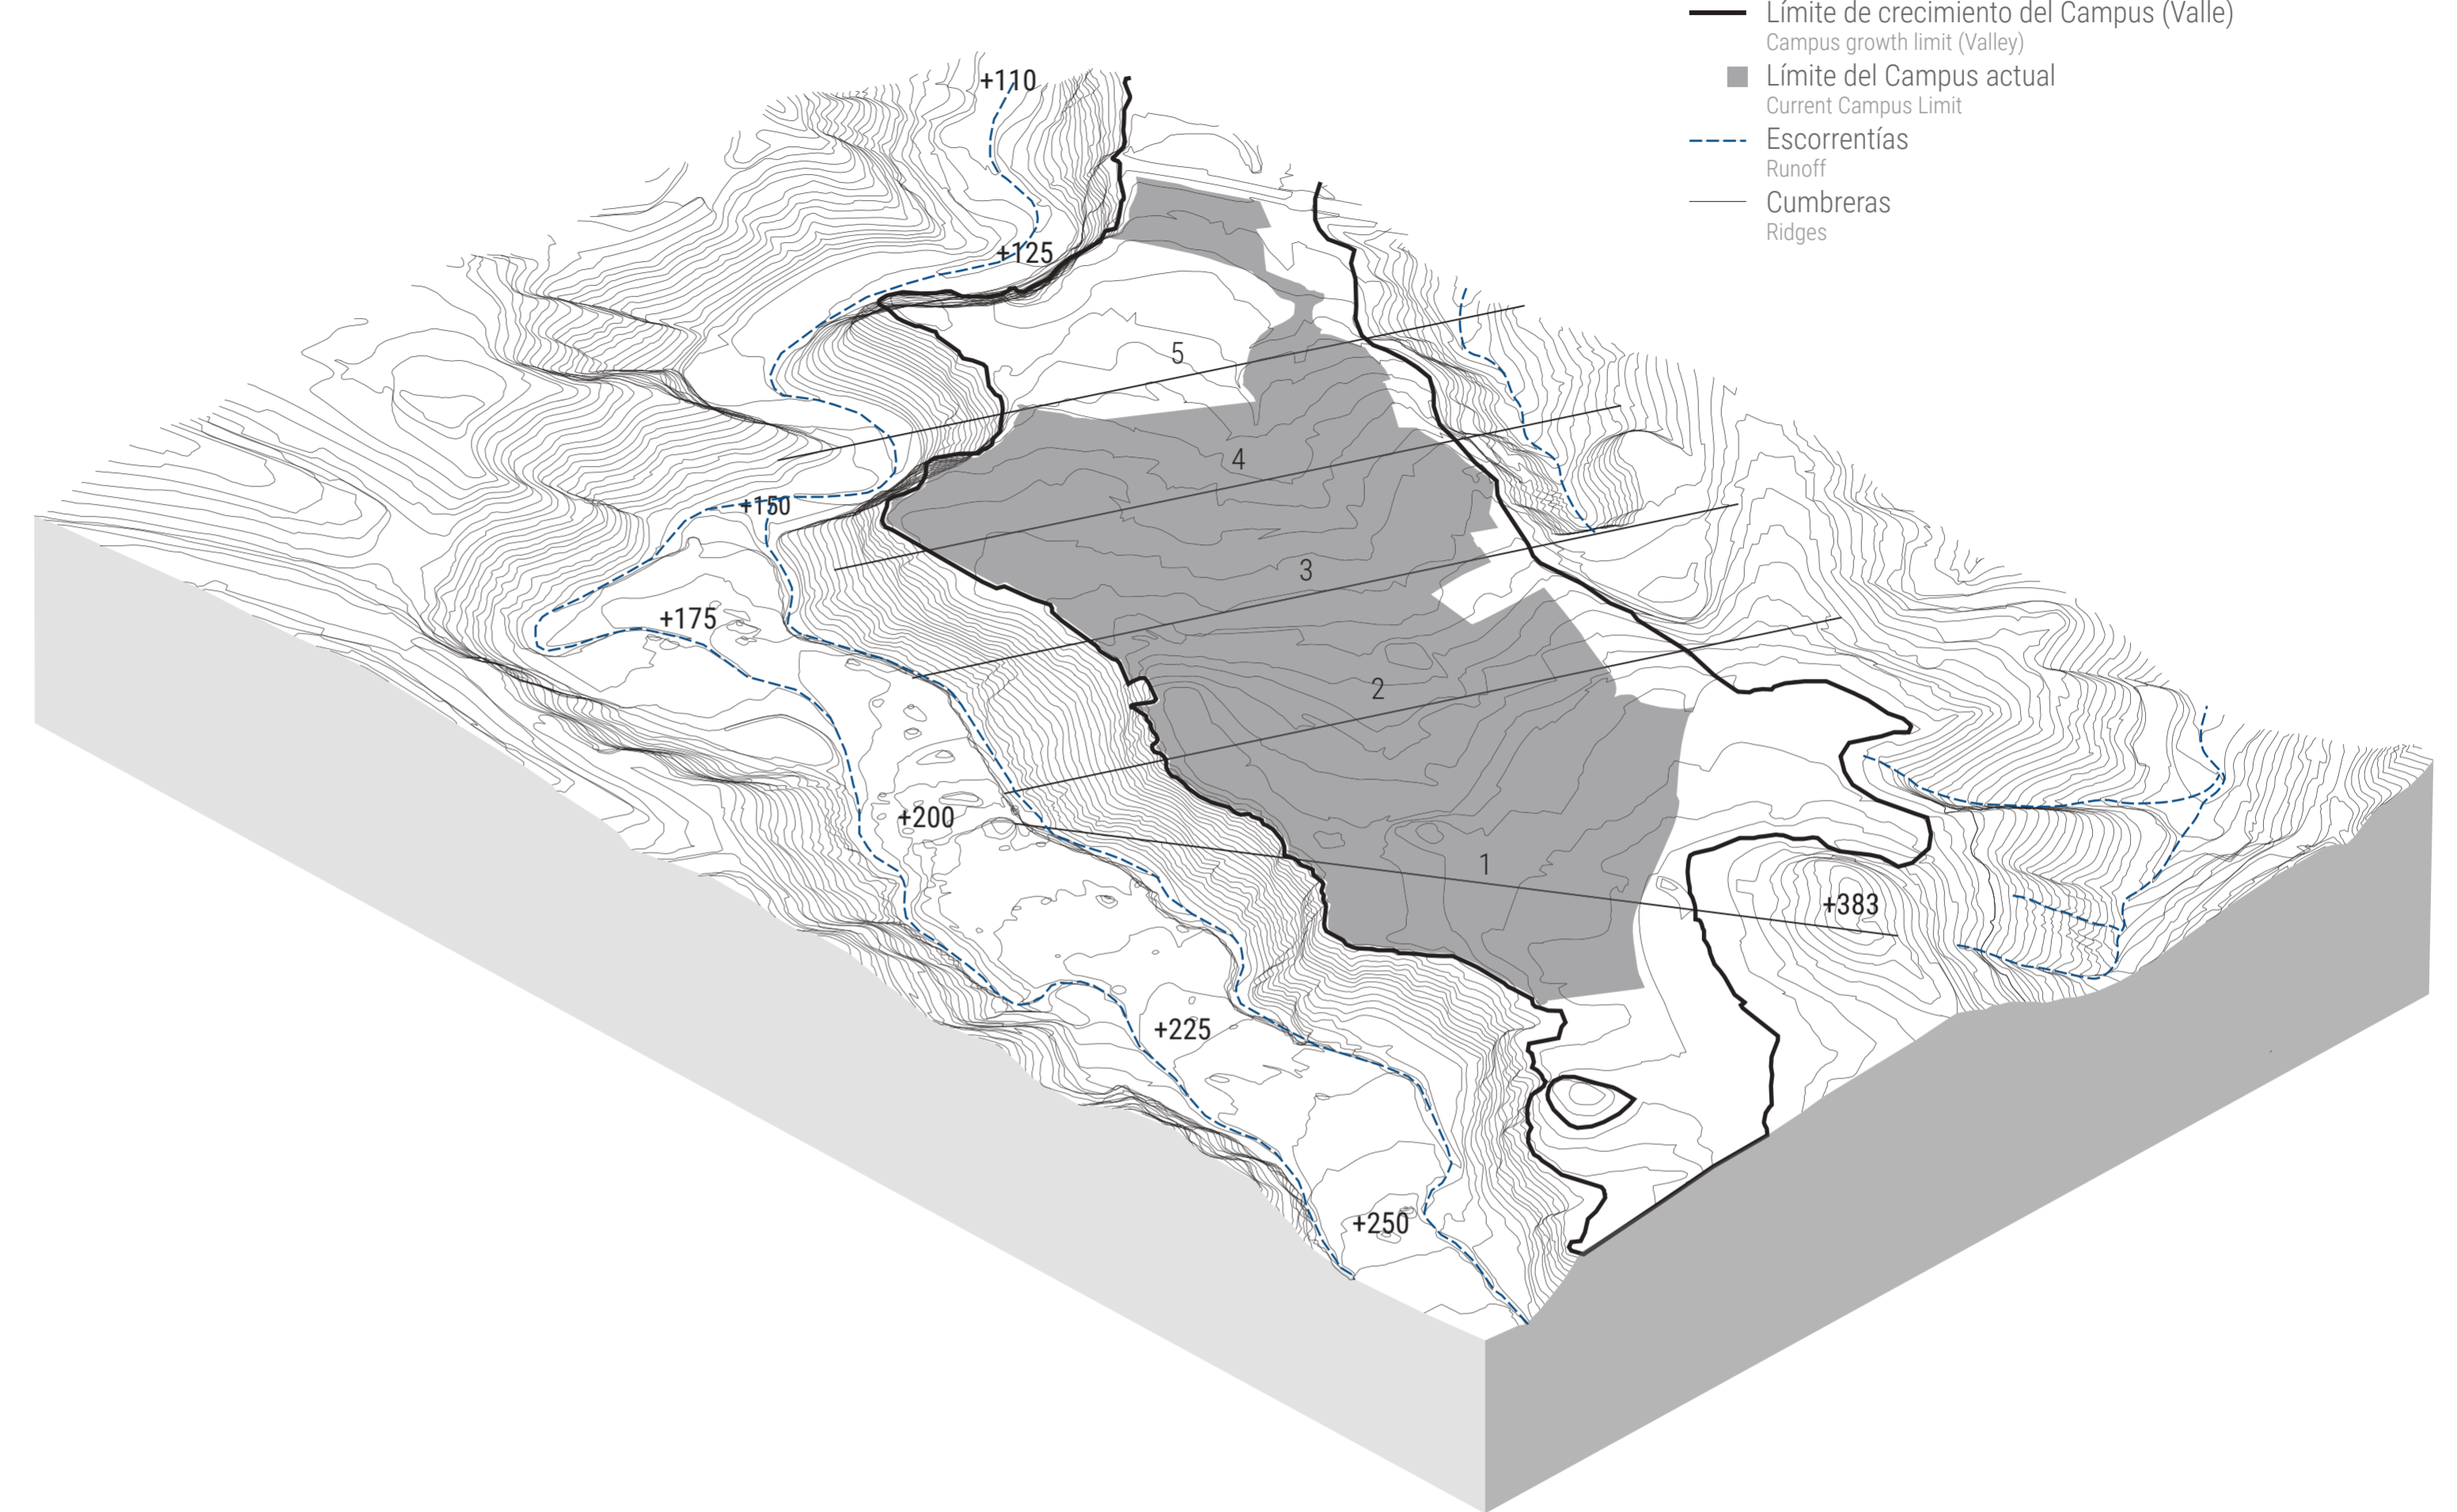 Límite de crecimiento del Campus (Valle)
Campus growth limit (Valley)
Límite del Campus actual
Current Campus Limit
Escorrentías
Runoff
Cumbreras
Ridges
+110
+125
5
4
+150
3
+175
2
+200
1
+383
+225
+250